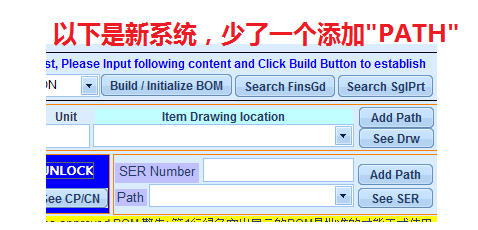 以下是新系统，少了一个添加"PATH"
st, Please Input following content and Click Build Button to establish
ON Build / Initialize BOM Search FinsGd Search SglPrt
Unit Item Drawing location Add Path
See Drw
UNLOCK SER Number Add Path
See CP/CN Path See SER